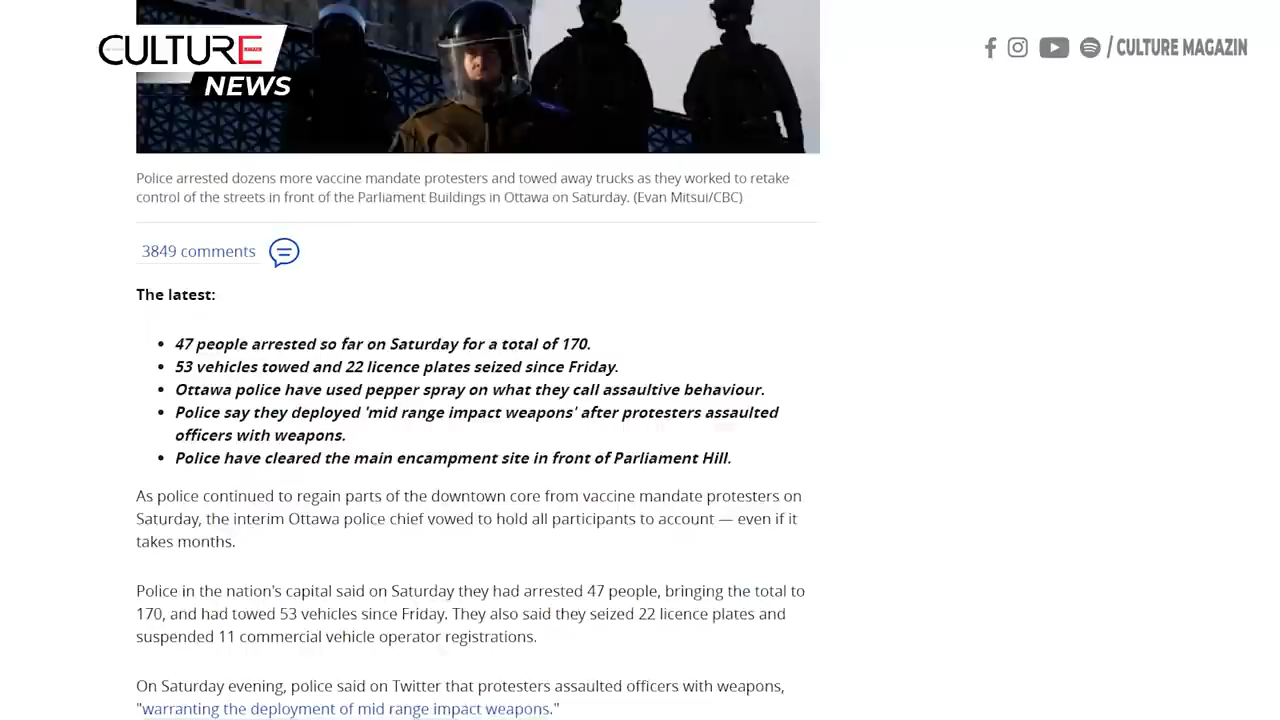 CULTURE
NEWS
/ CULTURE MAGAZIN
Police arrested dozens more vaccine mandate protesters and towed away trucks as they worked to retake
control of the streets in front of the Parliament Buildings in Ottawa on Saturday. (Evan Mitsui/CBC)
3849 comments
The latest:
• 47 people arrested so far on Saturday for a total of 170.
• 53 vehicles towed and 22 licence plates seized since Friday.
• Ottawa police have used pepper spray on what they call assaultive behaviour.
• Police say they deployed 'mid range impact weapons' after protesters assaulted
officers with weapons.
• Police have cleared the main encampment site in front of Parliament Hill.
As police continued to regain parts of the downtown core from vaccine mandate protesters on
Saturday, the interim Ottawa police chief vowed to hold all participants to account — even if it
takes months.
Police in the nation's capital said on Saturday they had arrested 47 people, bringing the total to
170, and had towed 53 vehicles since Friday. They also said they seized 22 licence plates and
suspended 11 commercial vehicle operator registrations.
On Saturday evening, police said on Twitter that protesters assaulted officers with weapons,
"warranting the deployment of mid range impact weapons."